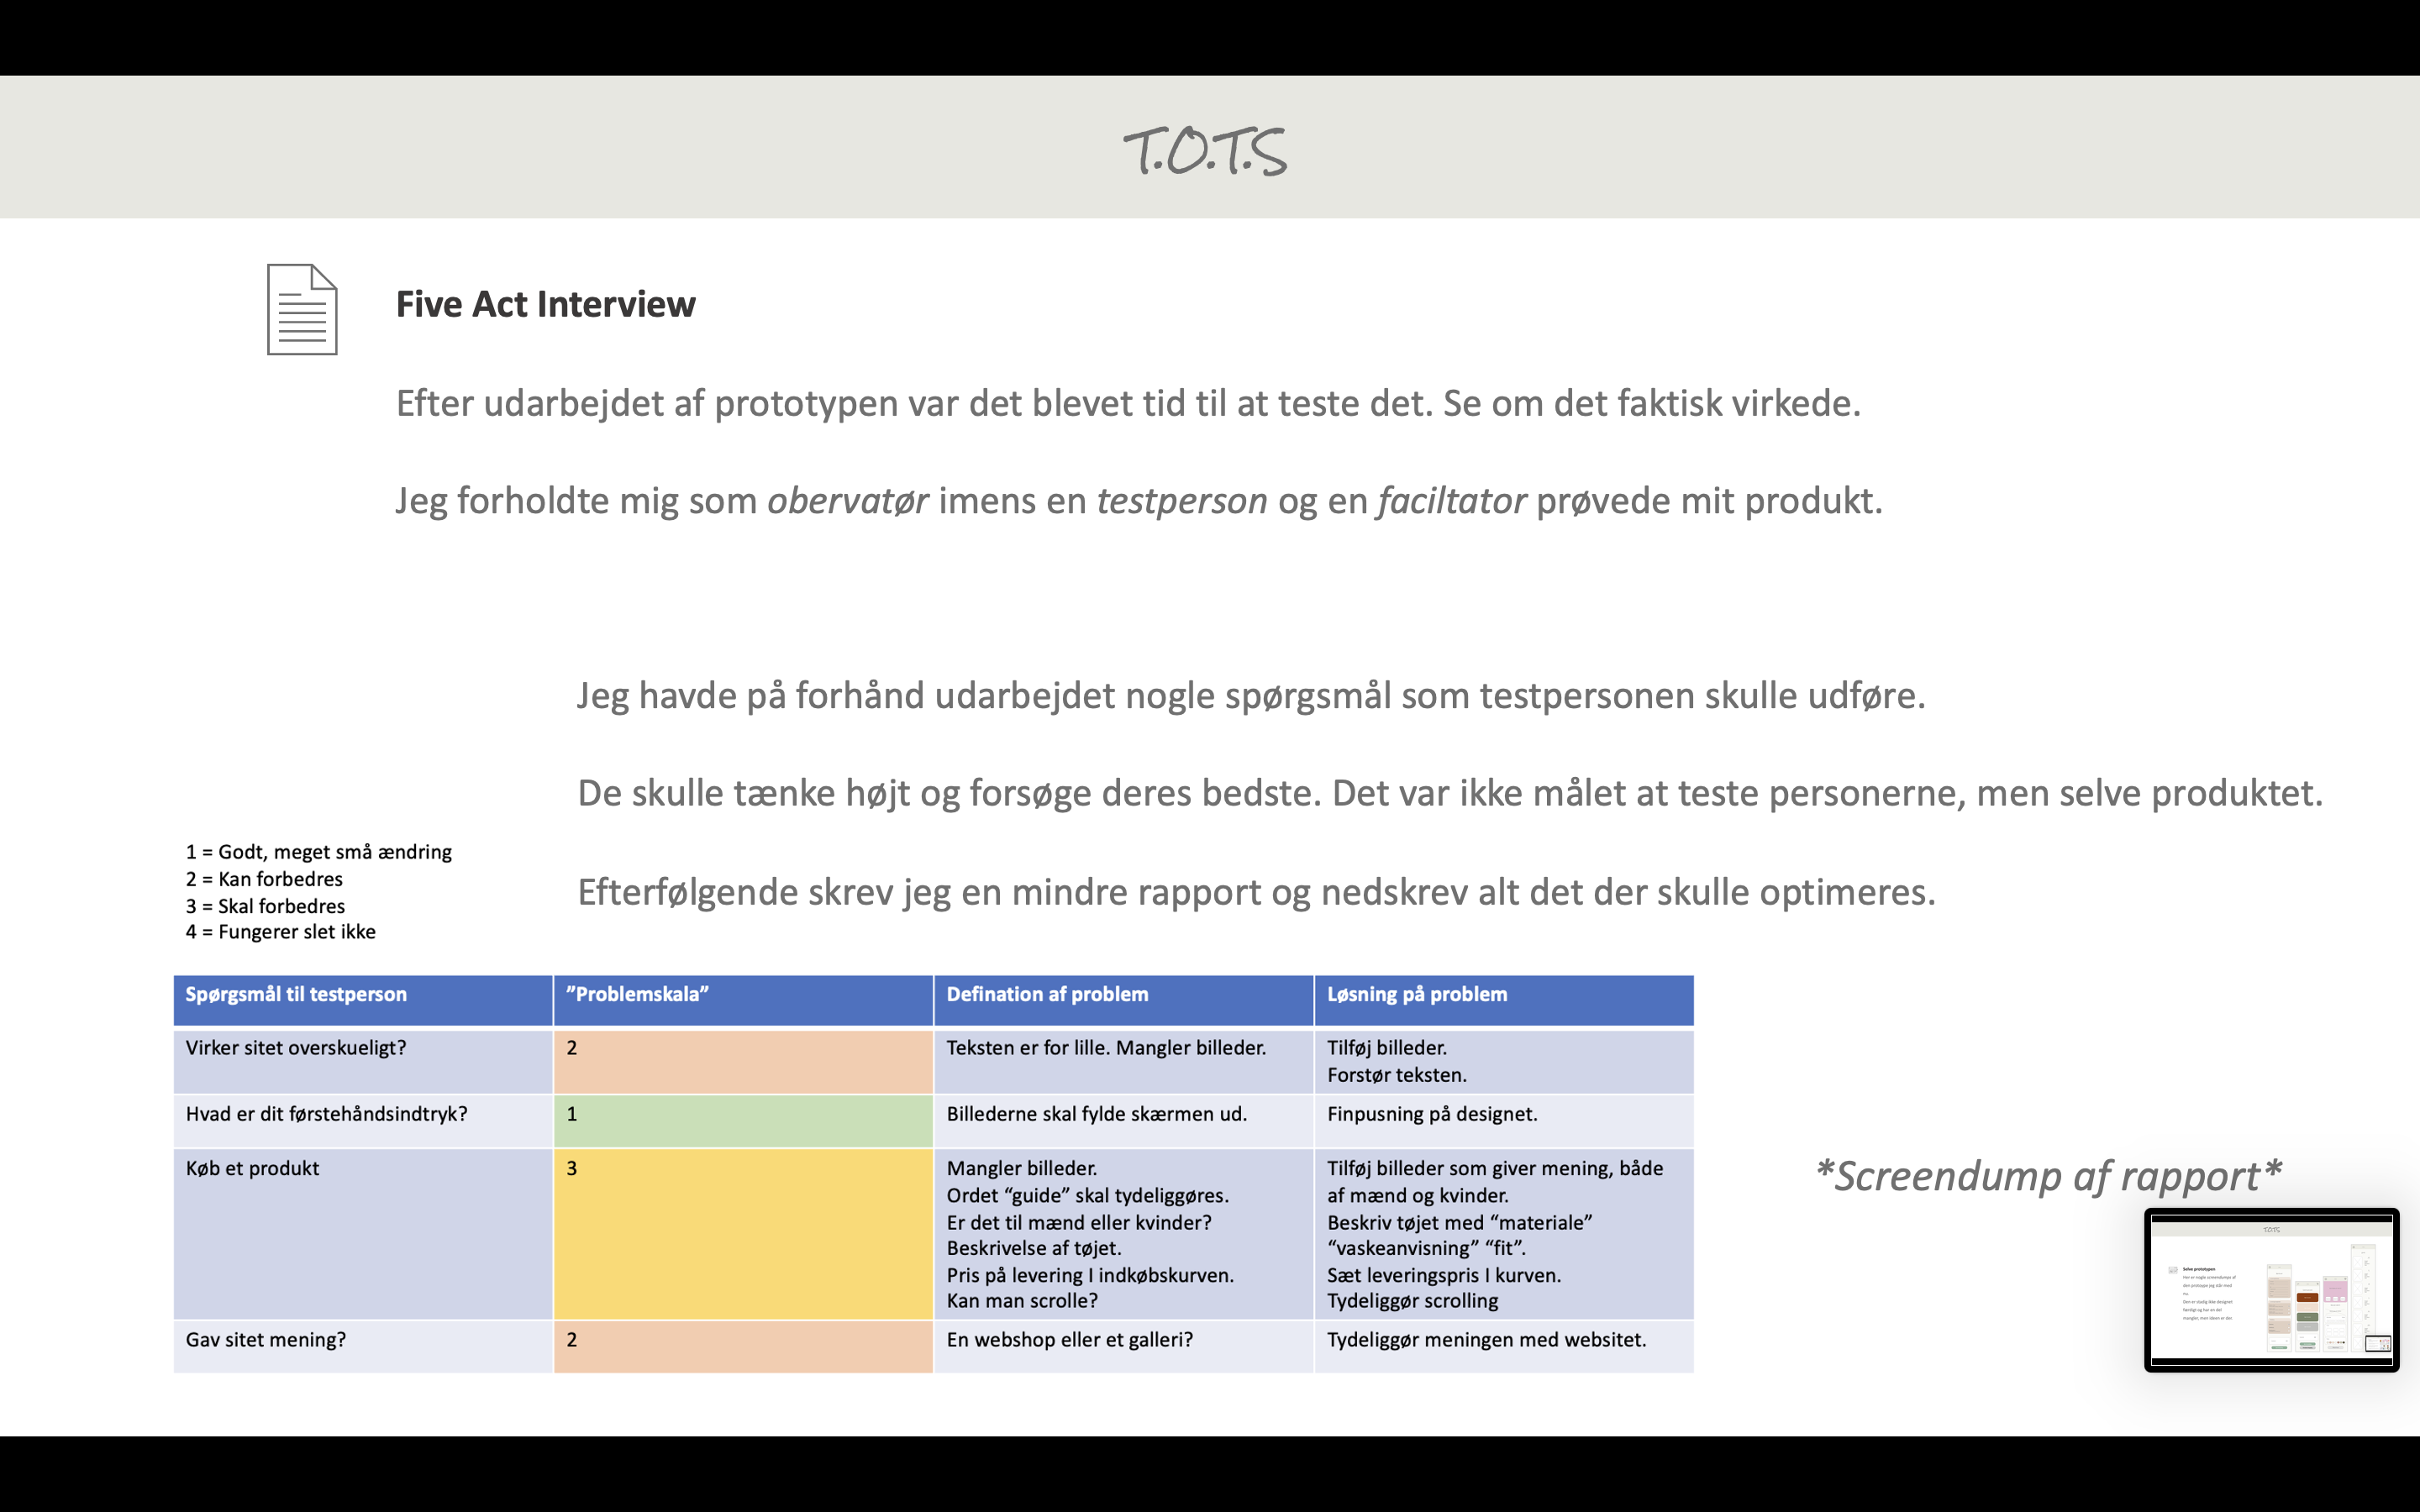 T.O.T.S
Five Act Interview
Efter udarbejdet af prototypen var det blevet tid til at teste det. Se om det faktisk virkede.
Jeg forholdte mig som obervatør imens en testperson og en faciltator prøvede mit produkt.
Jeg havde på forhånd udarbejdet nogle spørgsmål som testpersonen skulle udføre.
De skulle tænke højt og forsøge deres bedste. Det var ikke målet at teste personerne, men selve produktet.
Efterfølgende skrev jeg en mindre rapport og nedskrev alt det der skulle optimeres.
1 = Godt, meget små ændring
2 = Kan forbedres
3 = Skal forbedres
4 = Fungerer slet ikke
Spørgsmål til testperson
”Problemskala”
Defination af problem
Løsning på problem
Virker sitet overskueligt?
2
Teksten er for lille. Mangler billeder.
Tilføj billeder.
Forstør teksten.
Hvad er dit førstehåndsindtryk?
1
Billederne skal fylde skærmen ud.
Finpusning på designet.
Køb et produkt
3
Mangler billeder.
Ordet “guide” skal tydeliggøres.
Er det til mænd eller kvinder?
Beskrivelse af tøjet.
Pris på levering I indkøbskurven.
Kan man scrolle?
Tilføj billeder som giver mening, både
af mænd og kvinder.
Beskriv tøjet med “materiale”
“vaskeanvisning” “fit”.
Sæt leveringspris I kurven.
Tydeliggør scrolling
Gav sitet mening?
2
En webshop eller et galleri?
Tydeliggør meningen med websitet.
*Screendump af rapport*
T.O.T.S
Selve prototypen